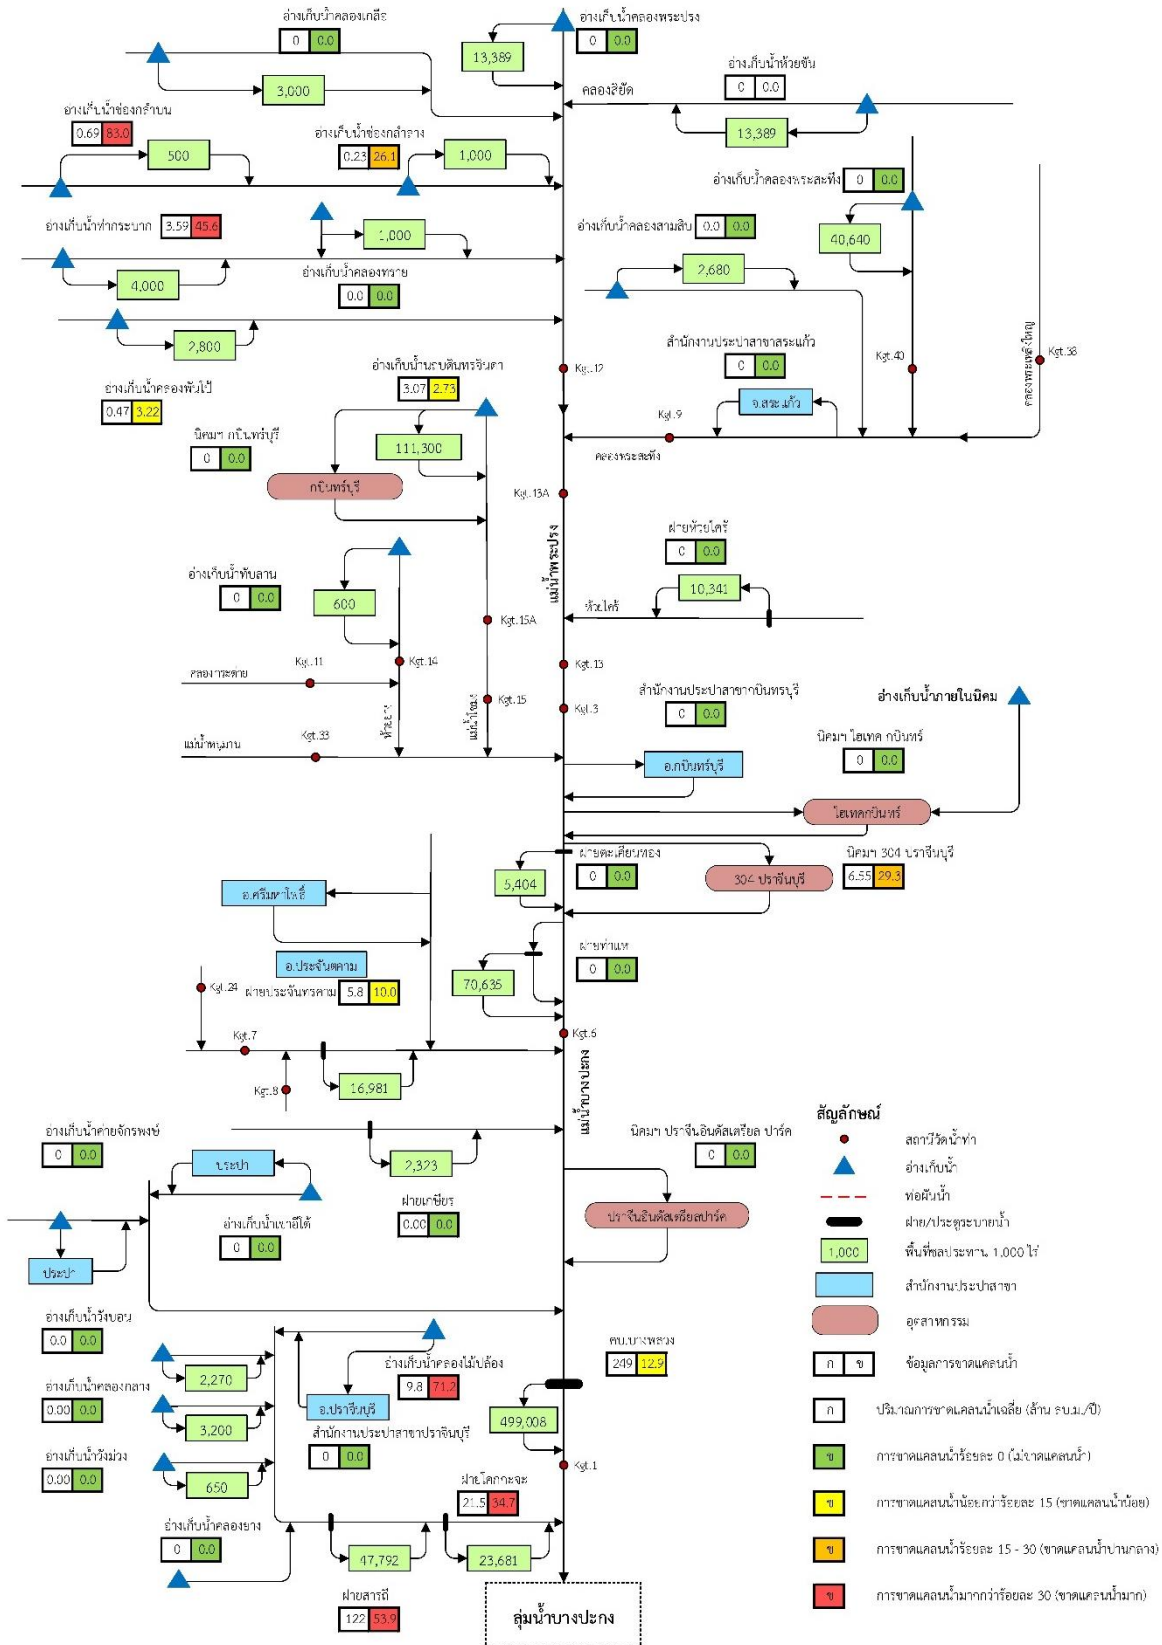 อ่างเก็บน้ำคลองเกลือ
0 0.0
อ่างเก็บน้ำคลองพระปรง
0 0.0
13,389
3,000
คลองสียัด
อ่างเก็บน้ำห้วยชัน
0 0.0
13,389
อ่างเก็บน้ำช่องกล่ำบน
0.69 83.0
500
อ่างเก็บน้ำช่องกล่ำล่าง
0.23 26.1
1,000
อ่างเก็บน้ำคลองพระสะทึง
0 0.0
40,640
อ่างเก็บน้ำท่ากระบาก
3.59 45.6
1,000
4,000
อ่างเก็บน้ำคลองสามสิบ
0.0 0.0
2,680
อ่างเก็บน้ำคลองทราย
0.0 0.0
2,800
สำนักงานประปาสาขาสระแก้ว
0 0.0
จ.สระแก้ว
Kgt.12
Kgt.40
Kgt.38
Kgt.9
คลองพระสะทึง
อ่างเก็บน้ำนฤบดินทรจินดา
3.07 2.73
111,300
0.47 3.22
นิคมฯ กบินทร์บุรี
0 0.0
กบินทร์บุรี
Kgt.13A
แม่น้ำพระปรง
ฝายห้วยไคร้
0 0.0
10,341
ห้วยไคร้
อ่างเก็บน้ำทับลาน
0 0.0
600
Kgt.15A
Kgt.14
Kgt.11
Kgt.13
Kgt.15
Kgt.3
Kgt.33
แม่น้ำหนุมาน
ห้วยยาง
สำนักงานประปาสาขากบินทรบุรี
0 0.0
อ.กบินทร์บุรี
อ่างเก็บน้ำภายในนิคม
นิคมฯ ไฮเทค กบินทร์
0 0.0
ไฮเทคกบินทร์
ฝายตะเคียนทอง
0 0.0
5,404
นิคมฯ 304 ปราจีนบุรี
6.55 29.3
304 ปราจีนบุรี
อ.ศรีมหาโพธิ์
อ.ประจันตคาม
ฝายประจันทรคาม
5.8 10.0
ฝายท่าแห
0 0.0
70,635
Kgt.24
Kgt.7
Kgt.8
Kgt.6
16,981
แม่น้ำบางปะกง
2,323
ฝายเกษียร
0.00 0.0
นิคมฯ ปราจีนอินดัสเตรียล ปาร์ค
0 0.0
ปราจีนอินดัสเตรียลปาร์ค
อ่างเก็บน้ำค่ายจักรพงษ์
0 0.0
ประปา
อ่างเก็บน้ำเขาอีโต้
0 0.0
ประปา
อ่างเก็บน้ำวังบอน
0.0 0.0
2,270
อ่างเก็บน้ำคลองกลาง
0.00 0.0
3,200
อ่างเก็บน้ำวังม่วง
0.00 0.0
650
อ่างเก็บน้ำคลองไม้ปล้อง
9.8 71.2
อ.ปราจีนบุรี
สำนักงานประปาสาขาปราจีนบุรี
0 0.0
คบ.บางพลวง
249 12.9
499,008
Kgt.1
ฝายโคกกะจะ
21.5 34.7
อ่างเก็บน้ำคลองยาง
0 0.0
47,792
23,681
ฝายสารถี
122 53.9
ลุ่มน้ำบางปะกง
สัญลักษณ์
สถานีวัดน้ำท่า
อ่างเก็บน้ำ
ท่อผันน้ำ
ฝาย/ประตูระบายน้ำ
1,000 พื้นที่ชลประทาน 1,000 ไร่
สำนักงานประปาสาขา
อุตสาหกรรม
ก ข ข้อมูลการขาดแคลนน้ำ
ก ปริมาณการขาดแคลนน้ำเฉลี่ย (ล้าน ลบ.ม./ปี)
ข การขาดแคลนน้ำร้อยละ 0 (ไม่ขาดแคลนน้ำ)
ข การขาดแคลนน้ำน้อยกว่าร้อยละ 15 (ขาดแคลนน้ำน้อย)
ข การขาดแคลนน้ำร้อยละ 15 - 30 (ขาดแคลนน้ำปานกลาง)
ข การขาดแคลนน้ำมากกว่าร้อยละ 30 (ขาดแคลนน้ำมาก)